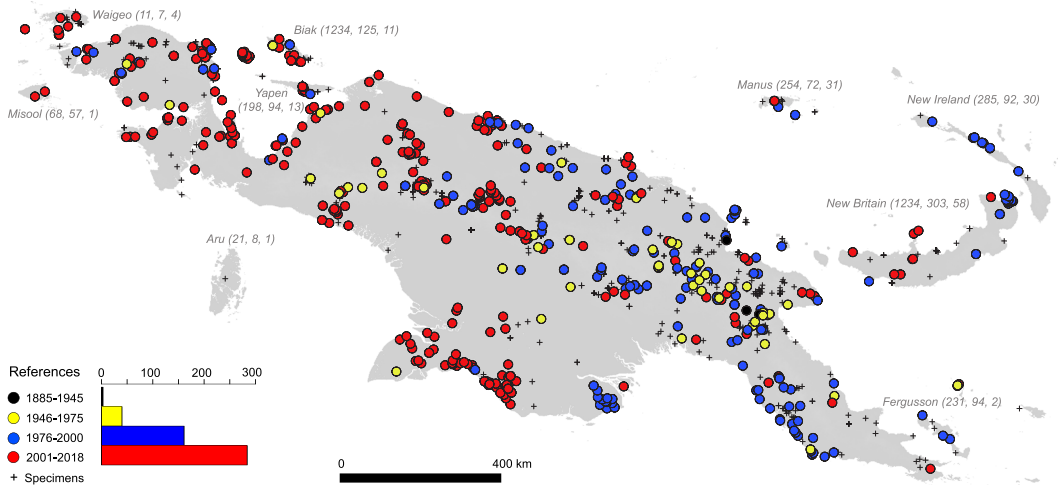 Waigeo (11, 7, 4)
Biak (1234, 125, 11)
Yapen
(198, 94, 13)
Misool (68, 57, 1)
Manus (254, 72, 31)
New Ireland (285, 92, 30)
New Britain (1234, 303, 58)
Aru (21, 8, 1)
Fergusson (231, 94, 2)
References
0 100 200 300
1885-1945
1946-1975
1976-2000
2001-2018
+ Specimens
0 400 km